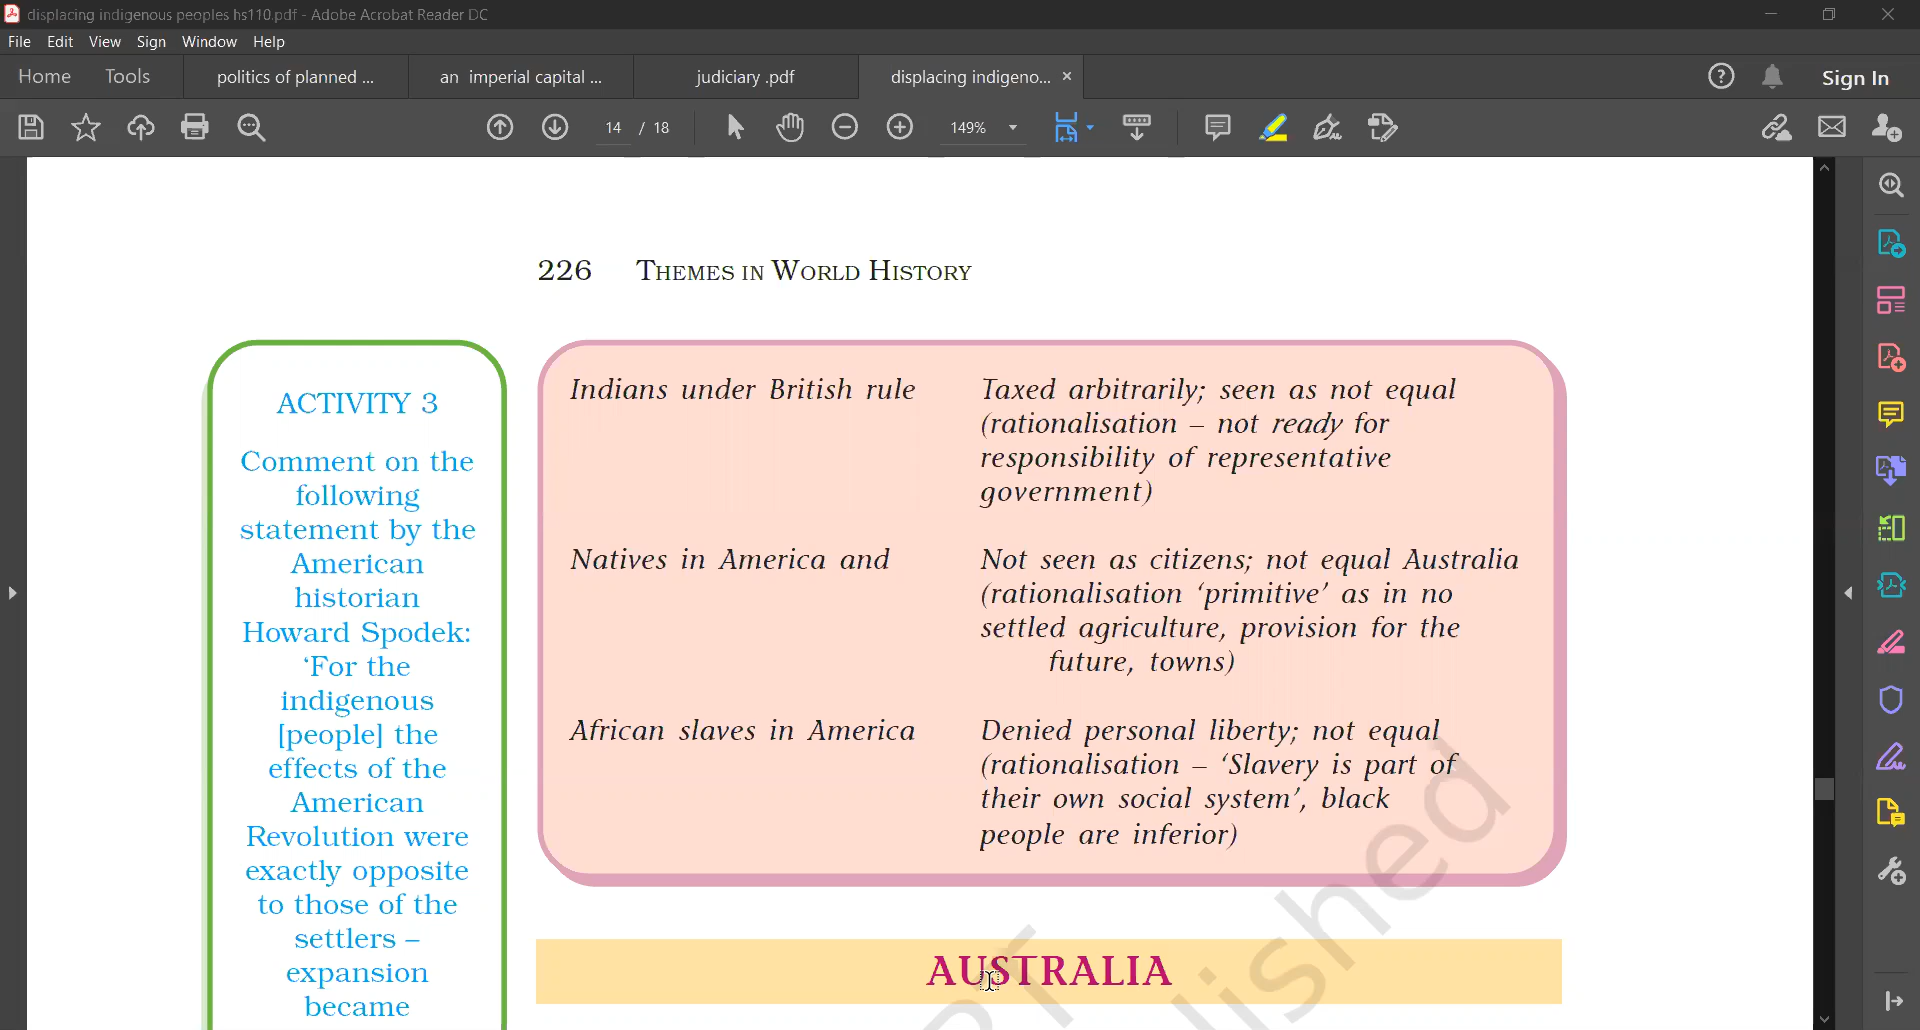 displacing indigenous peoples hs110.pdf - Adobe Acrobat Reader DC
File Edit View Sign Window Help
Home Tools politics of planned ... an imperial capital ... judiciary .pdf displacing indigeno... × Sign In
14 / 18 149%
226 THEMES IN WORLD HISTORY
ACTIVITY 3
Comment on the
following
statement by the
American
historian
Howard Spodek:
‘For the
indigenous
[people] the
effects of the
American
Revolution were
exactly opposite
to those of the
settlers –
expansion
became
Indians under British rule Taxed arbitrarily; seen as not equal
(rationalisation – not ready for
responsibility of representative
government)
Natives in America and Not seen as citizens; not equal Australia
(rationalisation ‘primitive’ as in no
settled agriculture, provision for the
future, towns)
African slaves in America Denied personal liberty; not equal
(rationalisation – ‘Slavery is part of
their own social system’, black
people are inferior)
AUSTRALIA